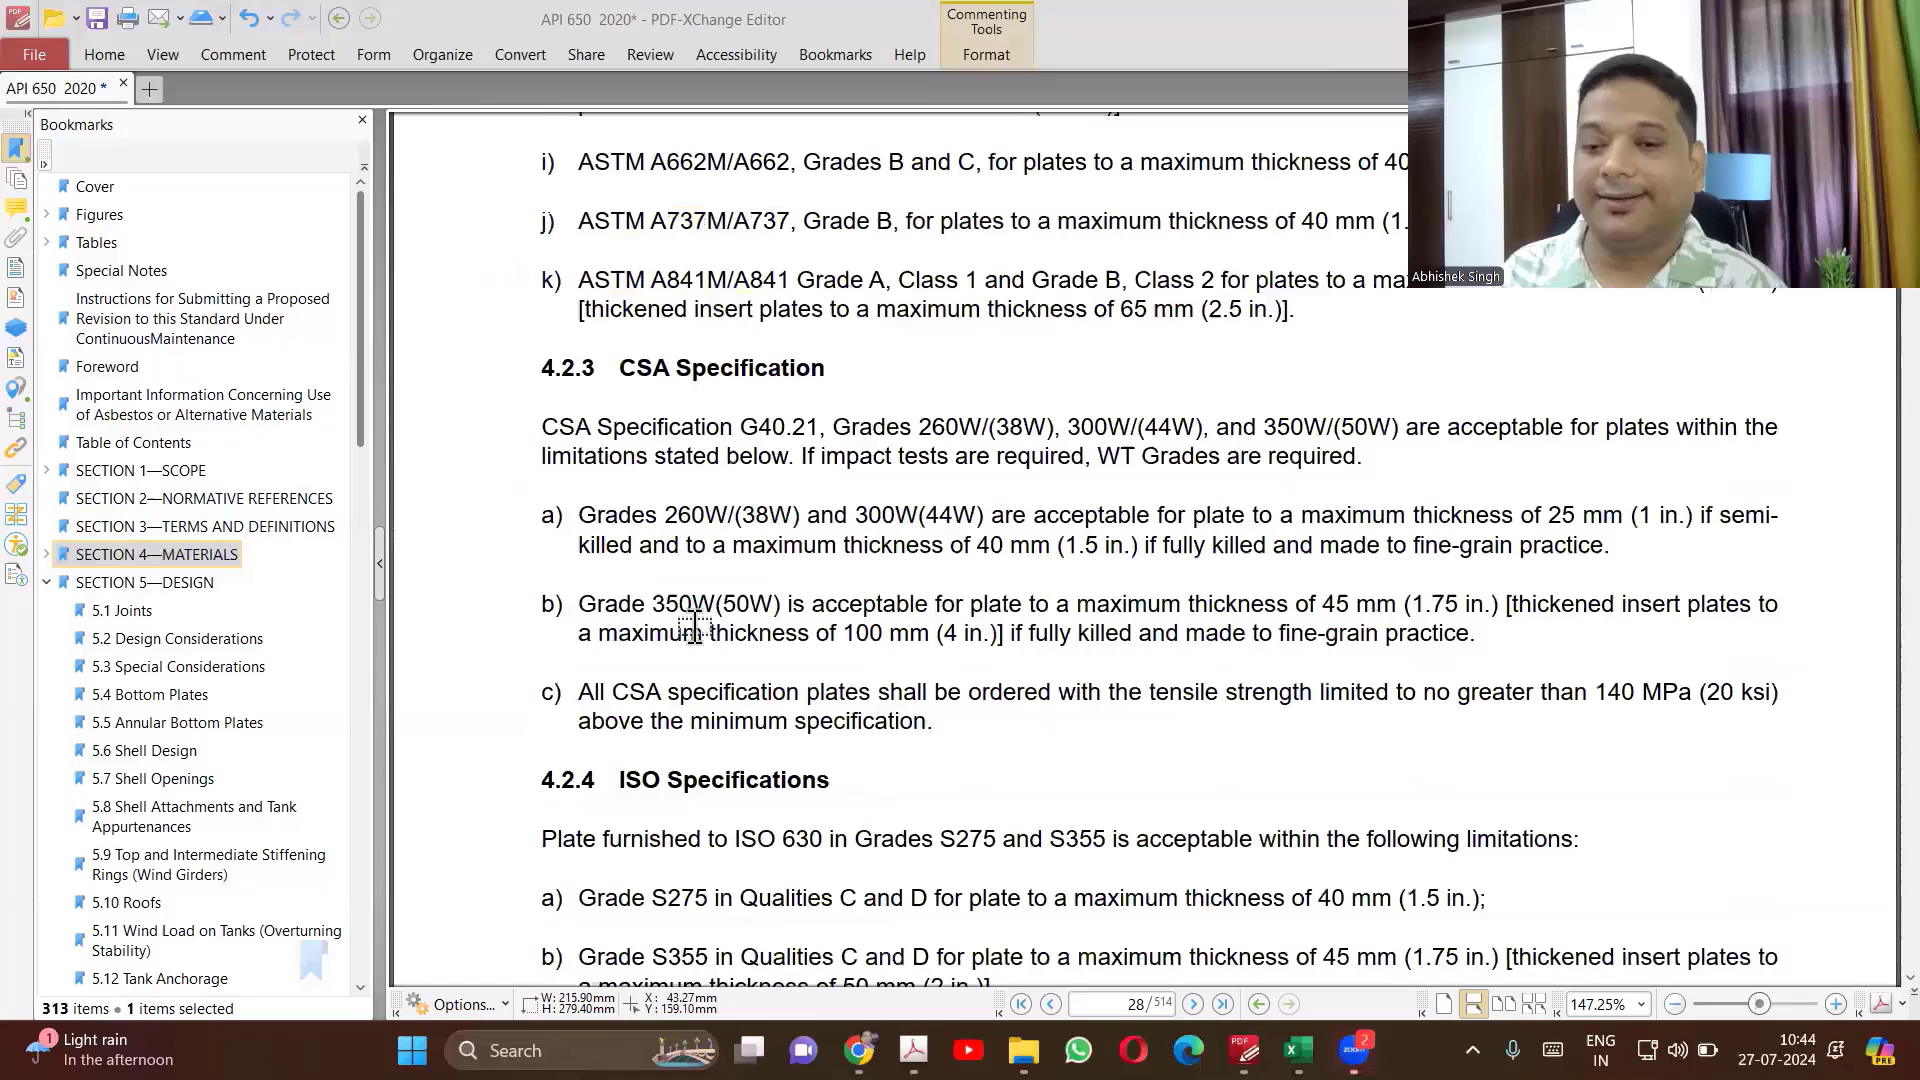 API 650 2020* - PDF-XChange Editor
Commenting
Tools
File
Home
View
Comment
Protect
Form
Organize
Convert
Share
Review
Accessibility
Bookmarks
Help
Format
API 650 2020 *
Bookmarks
Cover
Figures
Tables
Special Notes
Instructions for Submitting a Proposed
Revision to this Standard Under
ContinuousMaintenance
Foreword
Important Information Concerning Use
of Asbestos or Alternative Materials
Table of Contents
SECTION 1—SCOPE
SECTION 2—NORMATIVE REFERENCES
SECTION 3—TERMS AND DEFINITIONS
SECTION 4—MATERIALS
SECTION 5—DESIGN
5.1 Joints
5.2 Design Considerations
5.3 Special Considerations
5.4 Bottom Plates
5.5 Annular Bottom Plates
5.6 Shell Design
5.7 Shell Openings
5.8 Shell Attachments and Tank
Appurtenances
5.9 Top and Intermediate Stiffening
Rings (Wind Girders)
5.10 Roofs
5.11 Wind Load on Tanks (Overturning
Stability)
5.12 Tank Anchorage
313 items • 1 items selected
i) ASTM A662M/A662, Grades B and C, for plates to a maximum thickness of 40
j) ASTM A737M/A737, Grade B, for plates to a maximum thickness of 40 mm (1.
k) ASTM A841M/A841 Grade A, Class 1 and Grade B, Class 2 for plates to a ma
[thickened insert plates to a maximum thickness of 65 mm (2.5 in.)].
4.2.3 CSA Specification
CSA Specification G40.21, Grades 260W/(38W), 300W/(44W), and 350W/(50W) are acceptable for plates within the
limitations stated below. If impact tests are required, WT Grades are required.
a) Grades 260W/(38W) and 300W(44W) are acceptable for plate to a maximum thickness of 25 mm (1 in.) if semi-
killed and to a maximum thickness of 40 mm (1.5 in.) if fully killed and made to fine-grain practice.
b) Grade 350W(50W) is acceptable for plate to a maximum thickness of 45 mm (1.75 in.) [thickened insert plates to
a maximum thickness of 100 mm (4 in.)] if fully killed and made to fine-grain practice.
c) All CSA specification plates shall be ordered with the tensile strength limited to no greater than 140 MPa (20 ksi)
above the minimum specification.
4.2.4 ISO Specifications
Plate furnished to ISO 630 in Grades S275 and S355 is acceptable within the following limitations:
a) Grade S275 in Qualities C and D for plate to a maximum thickness of 40 mm (1.5 in.);
b) Grade S355 in Qualities C and D for plate to a maximum thickness of 45 mm (1.75 in.) [thickened insert plates to
a maximum thickness of 50 mm (2 in.)]
Abhishek Singh
Options...
W: 215.90mm
H: 279.40mm
X: 43.27mm
Y: 159.10mm
28 / 514
147.25%
1
Light rain
In the afternoon
Search
PDF
zoom
2
ENG
IN
10:44
27-07-2024
PRE